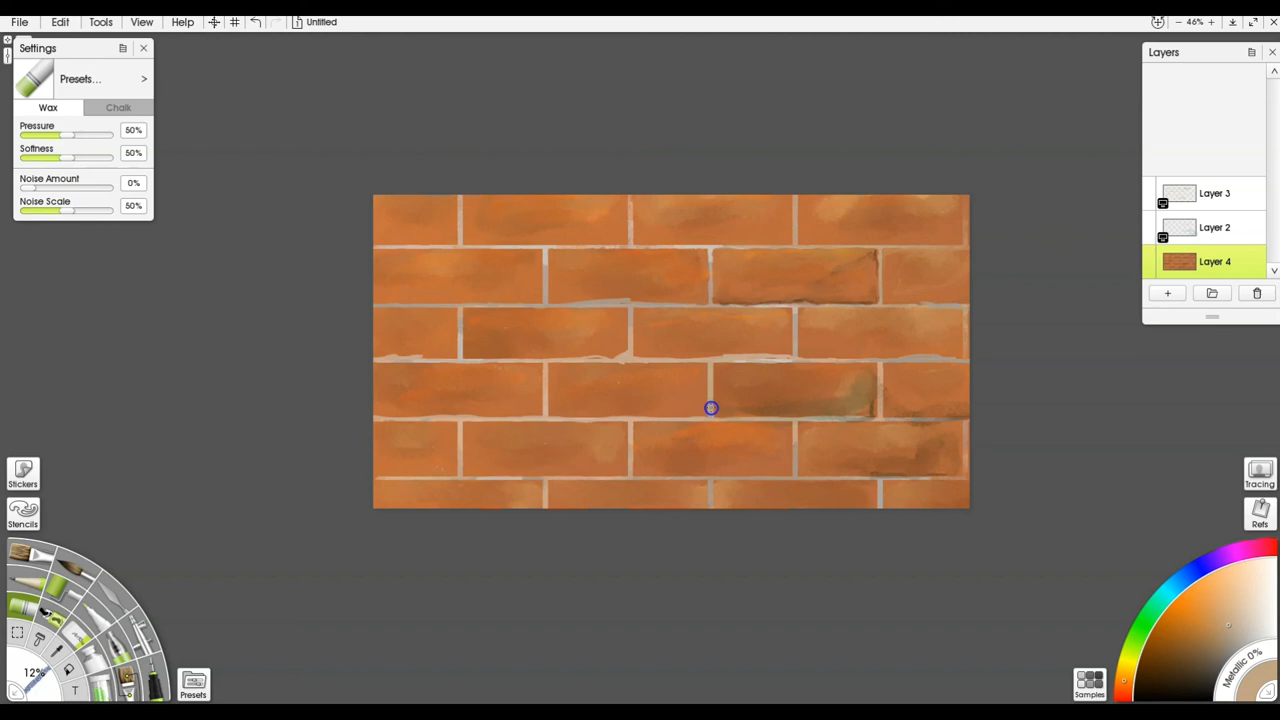 File Edit Tools View Help Untitled 46%
Settings
Presets... >
Wax Chalk
Pressure 50%
Softness 50%
Noise Amount 0%
Noise Scale 50%
Layers
Layer 3
Layer 2
Layer 4
Stickers
Stencils
12%
T
Presets
Tracing
Refs
Samples
Metallic 0%